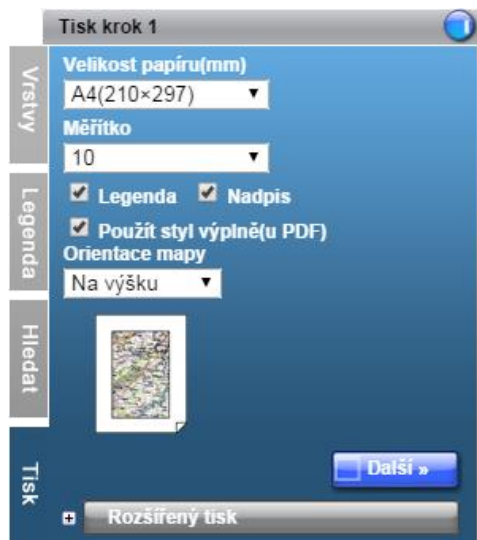 Tisk krok 1
Vrstvy
Legenda
Hledat
Tisk
Velikost papíru(mm)
A4(210×297)
Měřítko
10
Legenda Nadpis
Použít styl výplně(u PDF)
Orientace mapy
Na výšku
Další »
Rozšířený tisk